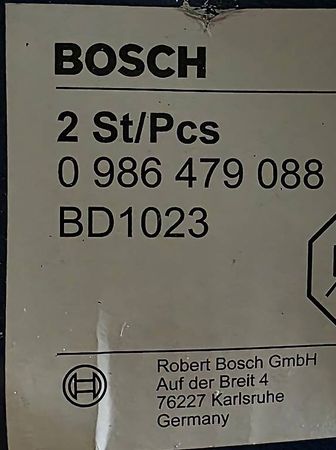 BOSCH
2 St/Pcs
0 986 479 088
BD1023
Robert Bosch GmbH
Auf der Breit 4
76227 Karlsruhe
Germany